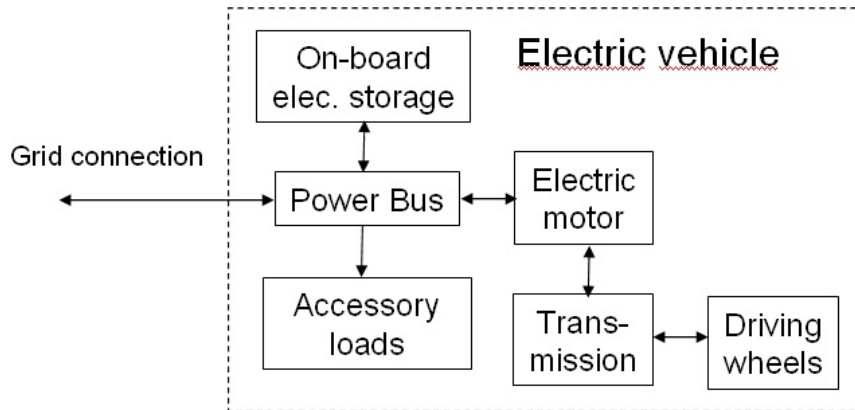 On-board
elec. storage
Electric vehicle
Grid connection
Power Bus
Electric
motor
Accessory
loads
Trans-
mission
Driving
wheels